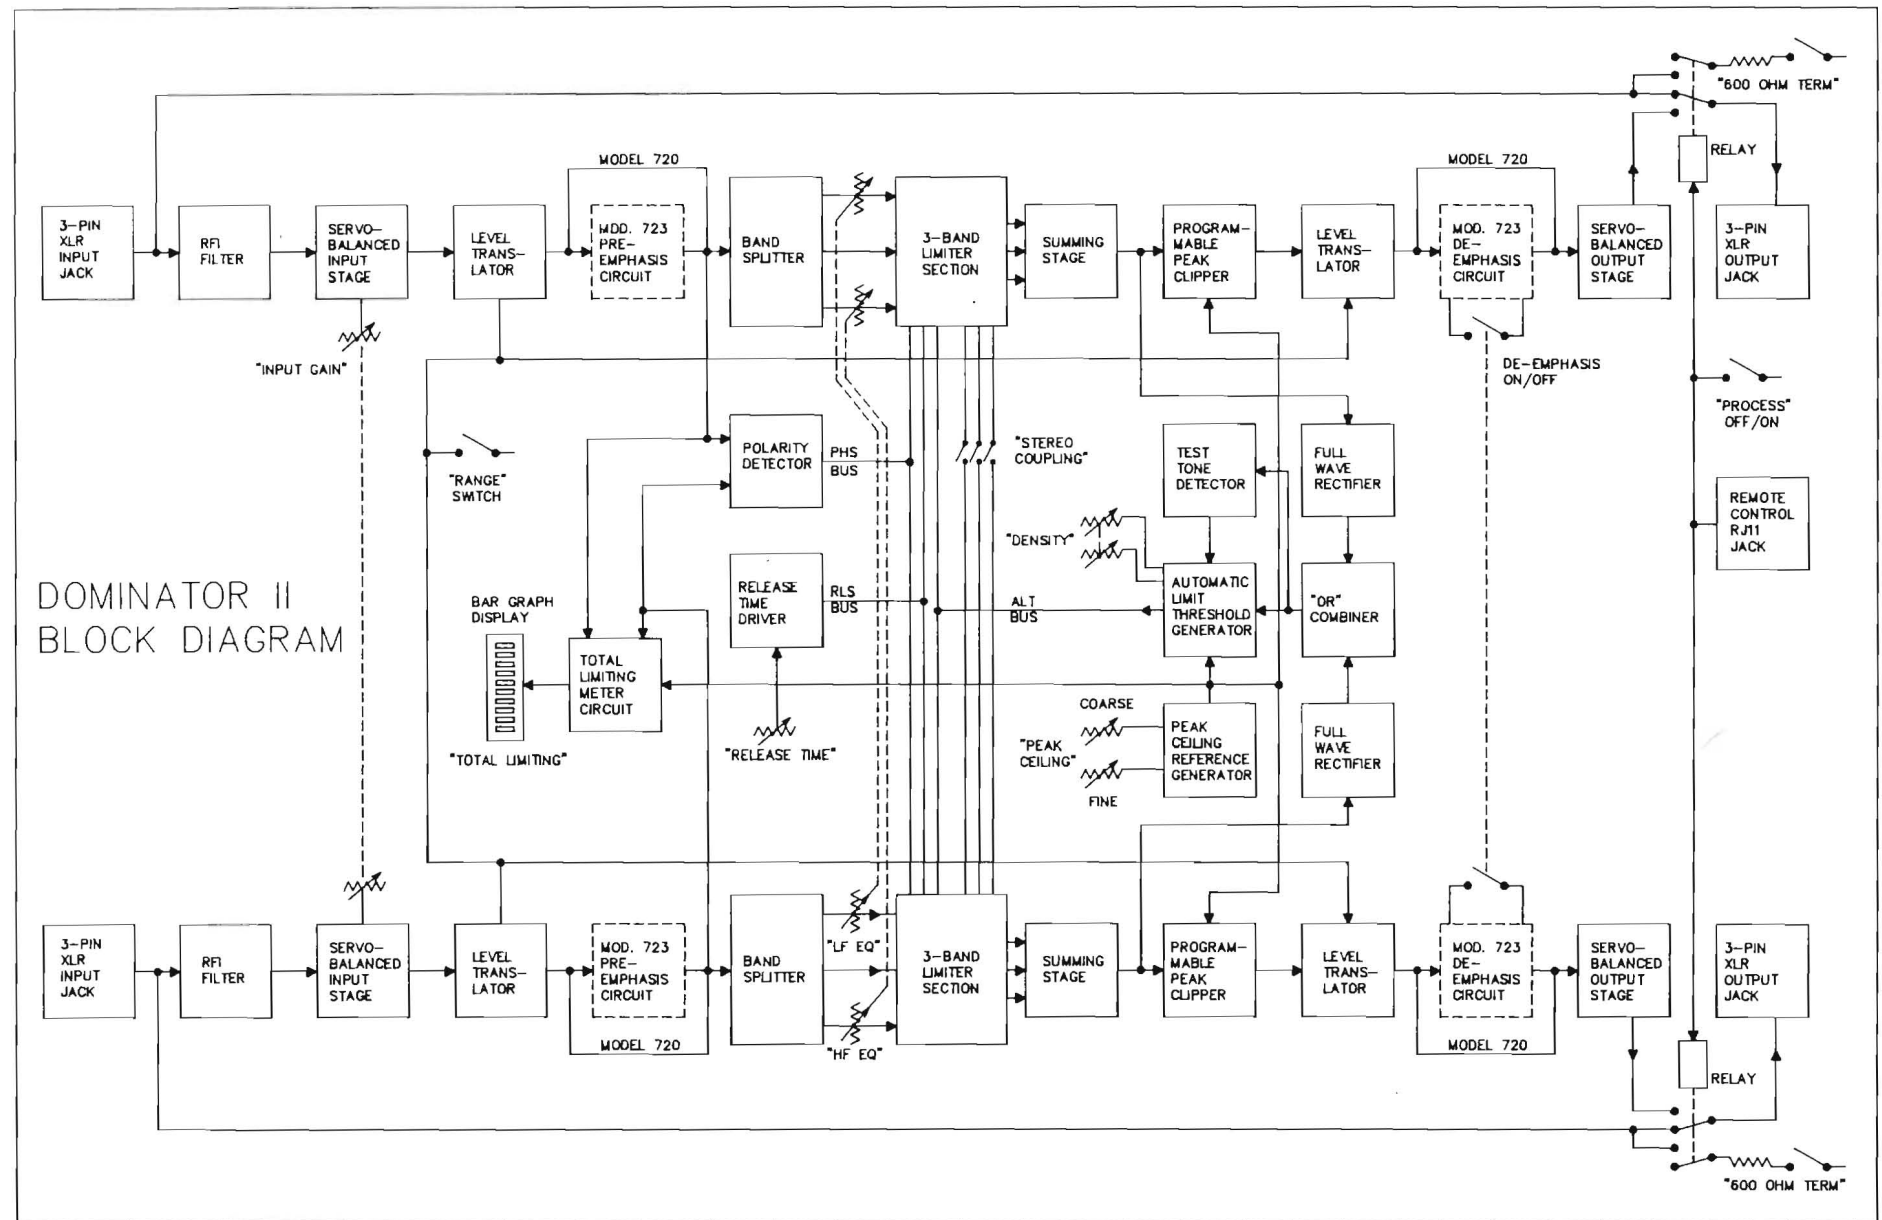 "600 OHM TERM"
RELAY
MODEL 720
MODEL 720
3-PIN
XLR
INPUT
JACK
RFI
FILTER
SERVO-
BALANCED
INPUT
STAGE
LEVEL
TRANS-
LATOR
MOD. 723
PRE-
EMPHASIS
CIRCUIT
BAND
SPLITTER
3-BAND
LIMITER
SECTION
SUMMING
STAGE
PROGRAM-
MABLE
PEAK
CLIPPER
LEVEL
TRANS-
LATOR
MOD. 723
DE-
EMPHASIS
CIRCUIT
SERVO-
BALANCED
OUTPUT
STAGE
3-PIN
XLR
OUTPUT
JACK
"INPUT GAIN"
DE-EMPHASIS
ON/OFF
"PROCESS"
OFF/ON
"RANGE"
SWITCH
POLARITY
DETECTOR
PHS
BUS
"STEREO
COUPLING"
TEST
TONE
DETECTOR
FULL
WAVE
RECTIFIER
REMOTE
CONTROL
RJ11
JACK
"DENSITY"
DOMINATOR II
BLOCK DIAGRAM
BAR GRAPH
DISPLAY
RELEASE
TIME
DRIVER
RLS
BUS
ALT
BUS
AUTOMATIC
LIMIT
THRESHOLD
GENERATOR
"OR"
COMBINER
TOTAL
LIMITING
METER
CIRCUIT
"TOTAL LIMITING"
"RELEASE TIME"
COARSE
"PEAK
CEILING"
FINE
PEAK
CEILING
REFERENCE
GENERATOR
FULL
WAVE
RECTIFIER
3-PIN
XLR
INPUT
JACK
RFI
FILTER
SERVO-
BALANCED
INPUT
STAGE
LEVEL
TRANS-
LATOR
MOD. 723
PRE-
EMPHASIS
CIRCUIT
BAND
SPLITTER
"LF EQ"
"HF EQ"
3-BAND
LIMITER
SECTION
SUMMING
STAGE
PROGRAM-
MABLE
PEAK
CLIPPER
LEVEL
TRANS-
LATOR
MOD. 723
DE-
EMPHASIS
CIRCUIT
SERVO-
BALANCED
OUTPUT
STAGE
3-PIN
XLR
OUTPUT
JACK
MODEL 720
MODEL 720
RELAY
"600 OHM TERM"